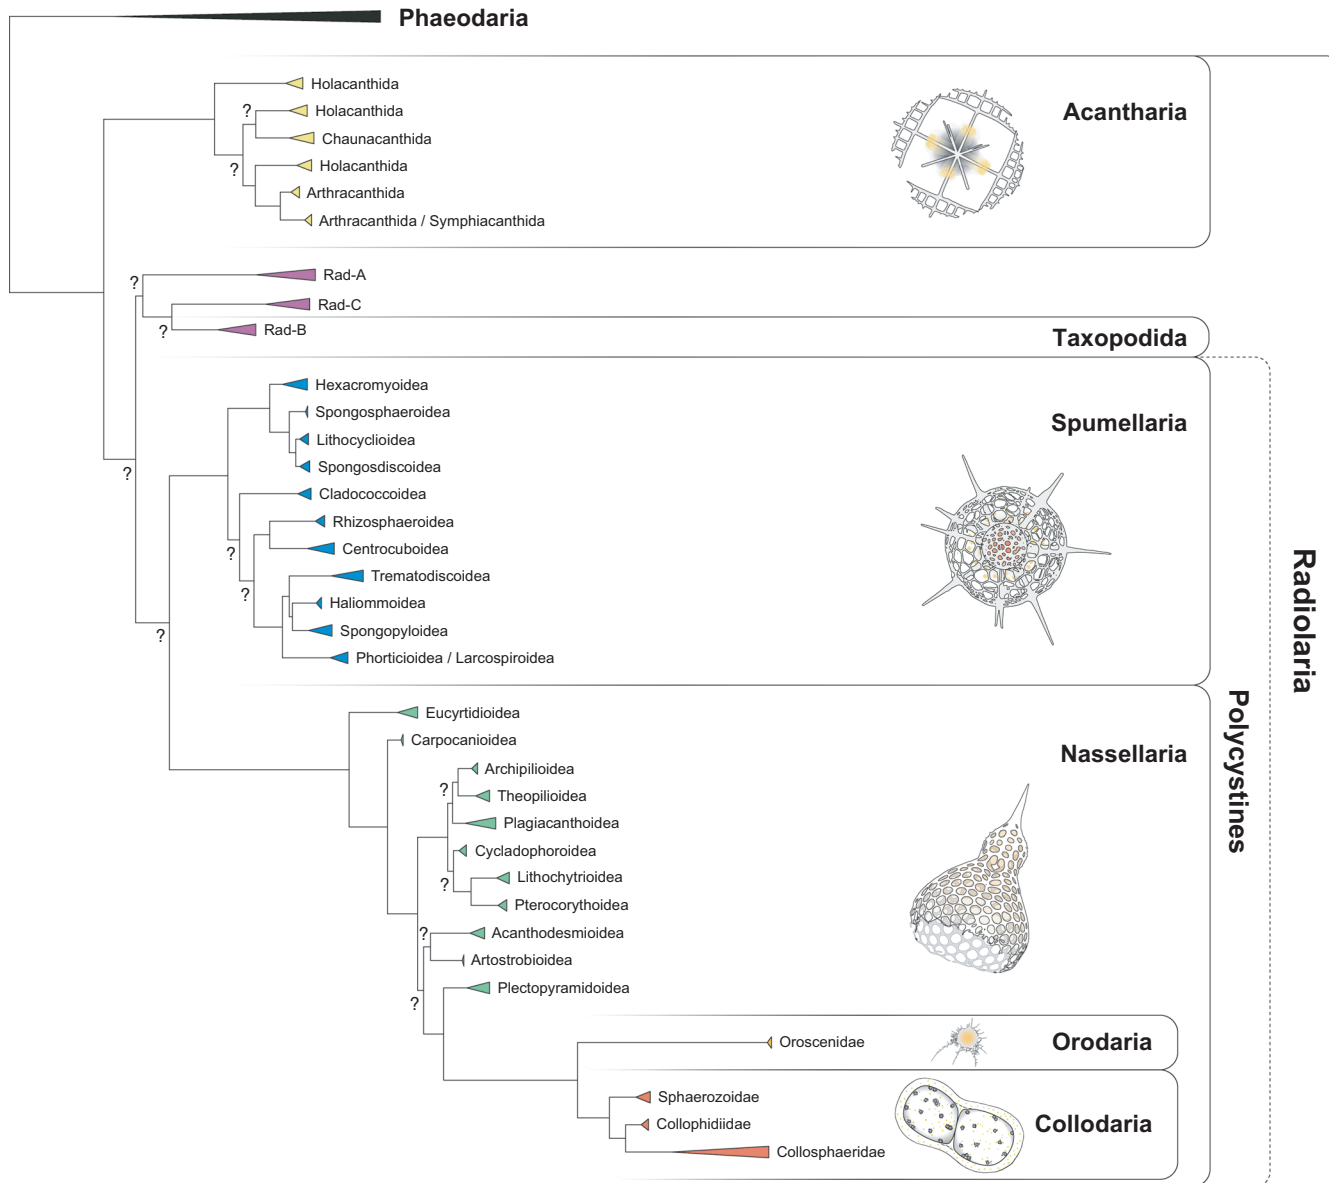 Phaeodaria
Holacanthida
?
Holacanthida
Acantharia
Chaunacanthida
?
Holacanthida
Arthracanthida
Arthracanthida / Symphiacanthida
?
Rad-A
Rad-C
?
Rad-B
Taxopodida
Hexacromyoidea
Spongosphaeroidea
Spumellaria
Lithocyclioidea
?
Spongosdiscoidea
Cladococcoidea
Rhizosphaeroidea
?
Centrocuboidea
Trematodiscoidea
?
Haliommoidea
Radiolaria
?
Spongopyloidea
Phorticioidea / Larcospiroidea
Eucyrtidioidea
Carpocanioidea
Nassellaria
Polycystines
Archipilioidea
?
Theopilioidea
Plagiacanthoidea
Cycladophoroidea
?
Lithochytrioidea
Pterocorythoidea
?
Acanthodesmioidea
Artostrobioidea
Plectopyramidoidea
?
Oroscenidae
Orodaria
Sphaerozoidae
Collophidiidae
Collodaria
Collosphaeridae